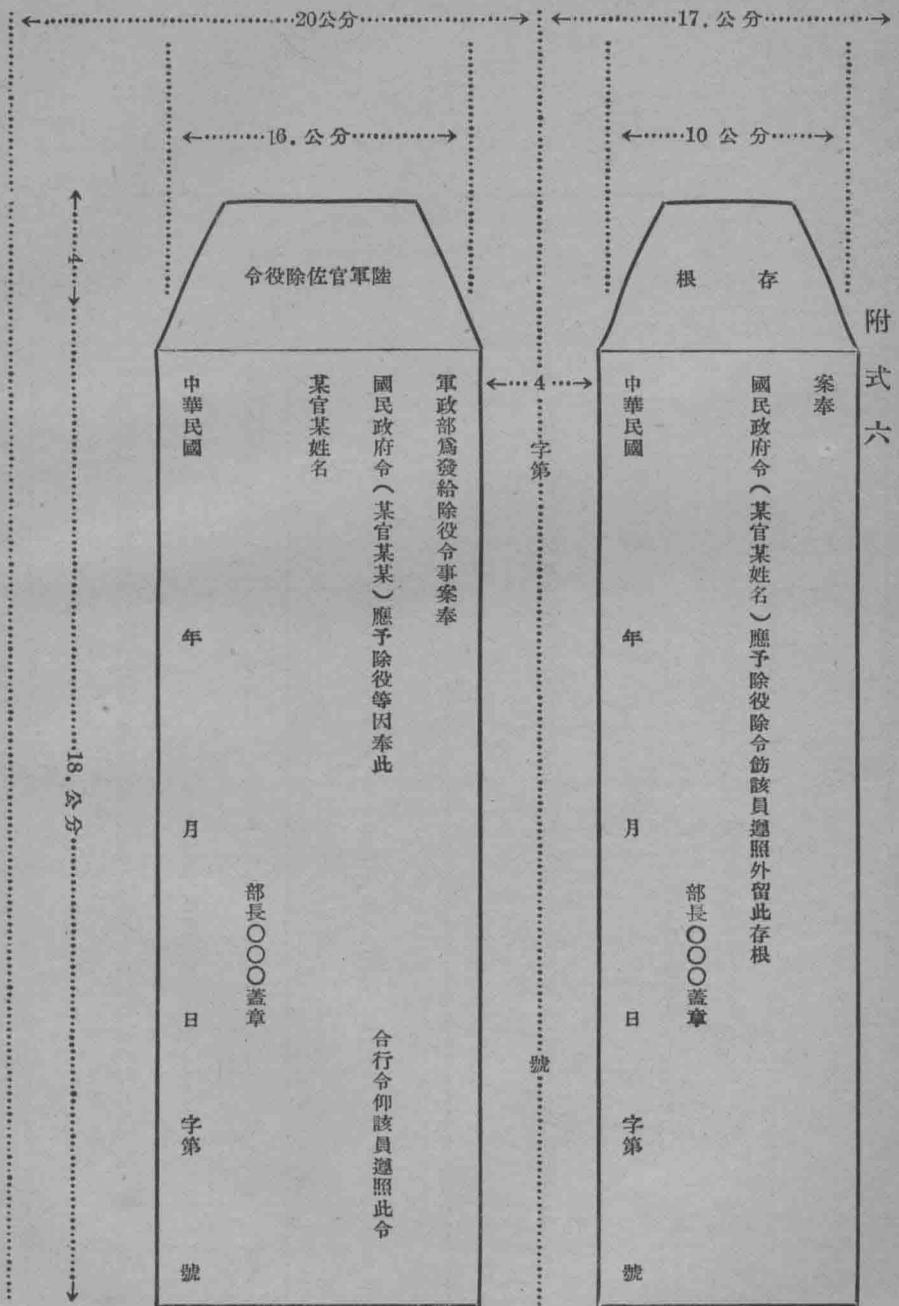 附式六
17.公分
10公分
存根
案奉
國民政府令（某官某姓名）應予除役除令飭該員遵照外留此存根
部長〇〇〇蓋章
中華民國 年 月 日 字第 號
4
字第 號
20公分
16.公分
陸軍官佐除役令
軍政部爲發給除役令事案奉
國民政府令（某官某某）應予除役等因奉此 合行令仰該員遵照此令
某官某姓名
部長〇〇〇蓋章
中華民國 年 月 日 字第 號
4
18.公分